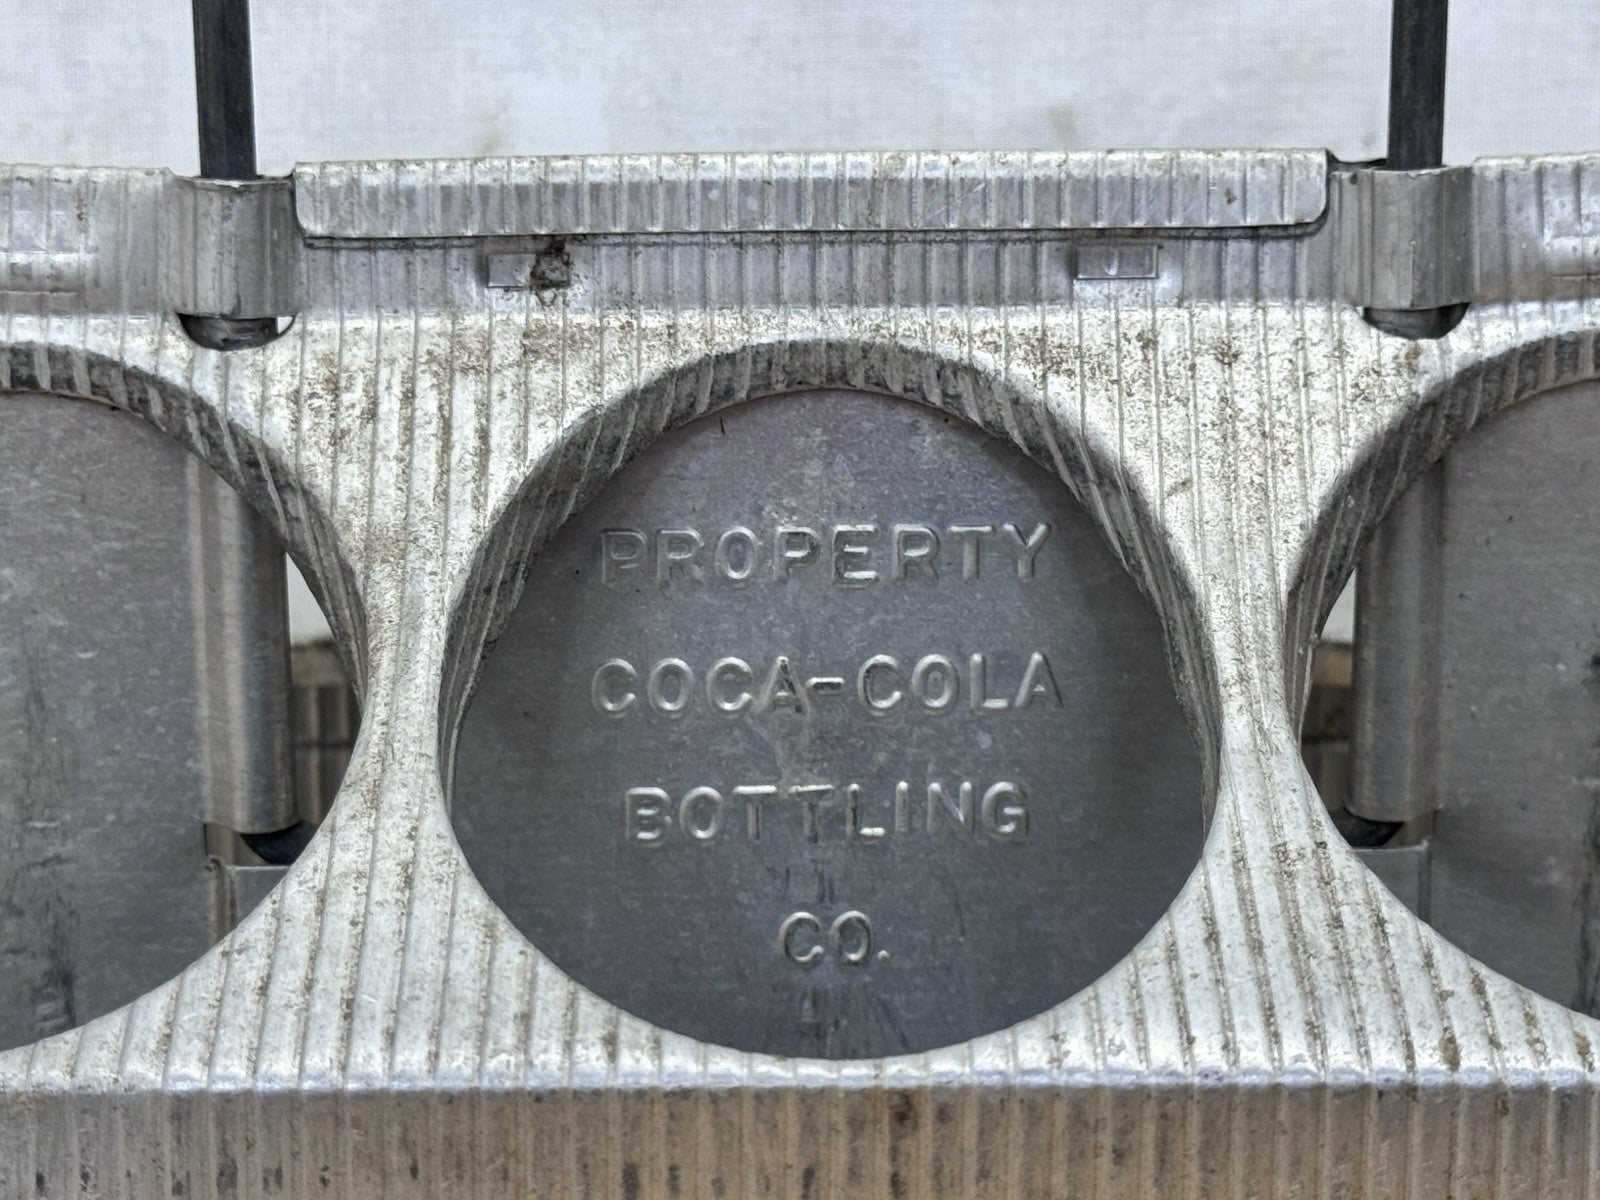 PROPERTY
COCA-COLA
BOTTLING
CO.